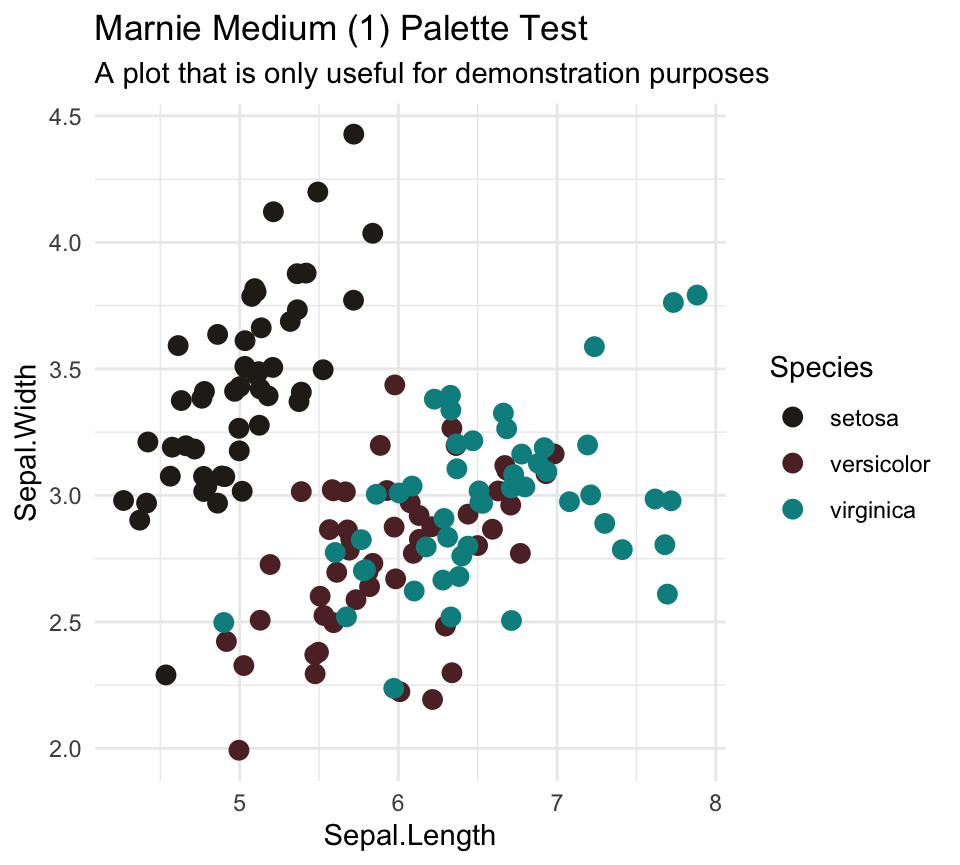 Marnie Medium (1) Palette Test
A plot that is only useful for demonstration purposes
4.5
4.0
3.5
3.0
2.5
2.0
Sepal.Width
5 6 7 8
Sepal.Length
Species
setosa
versicolor
virginica